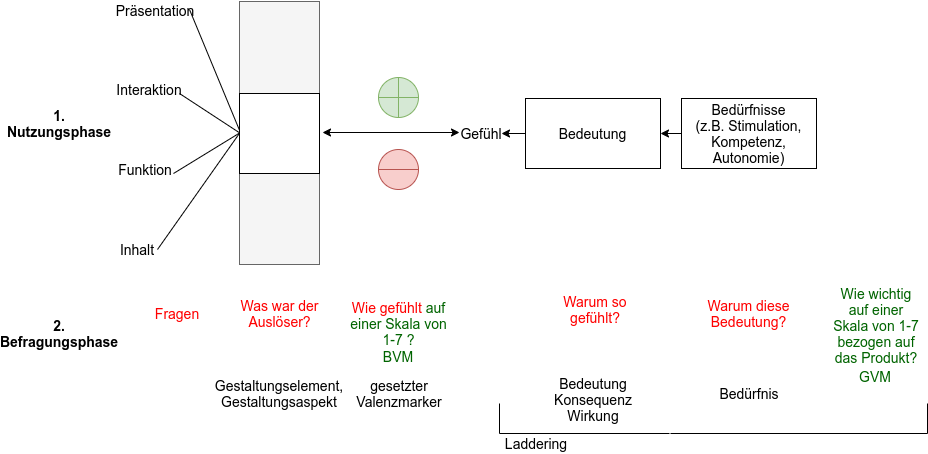 Präsentation
Interaktion
1.
Nutzungsphase
Funktion
Inhalt
Gefühl
Bedeutung
Bedürfnisse
(z.B. Stimulation,
Kompetenz,
Autonomie)
2.
Befragungsphase
Fragen
Was war der
Auslöser?
Wie gefühlt auf
einer Skala von
1-7 ?
BVM
Warum so
gefühlt?
Warum diese
Bedeutung?
Wie wichtig
auf einer
Skala von 1-7
bezogen auf
das Produkt?
GVM
Gestaltungselement,
Gestaltungsaspekt
gesetzter
Valenzmarker
Bedeutung
Konsequenz
Wirkung
Bedürfnis
Laddering